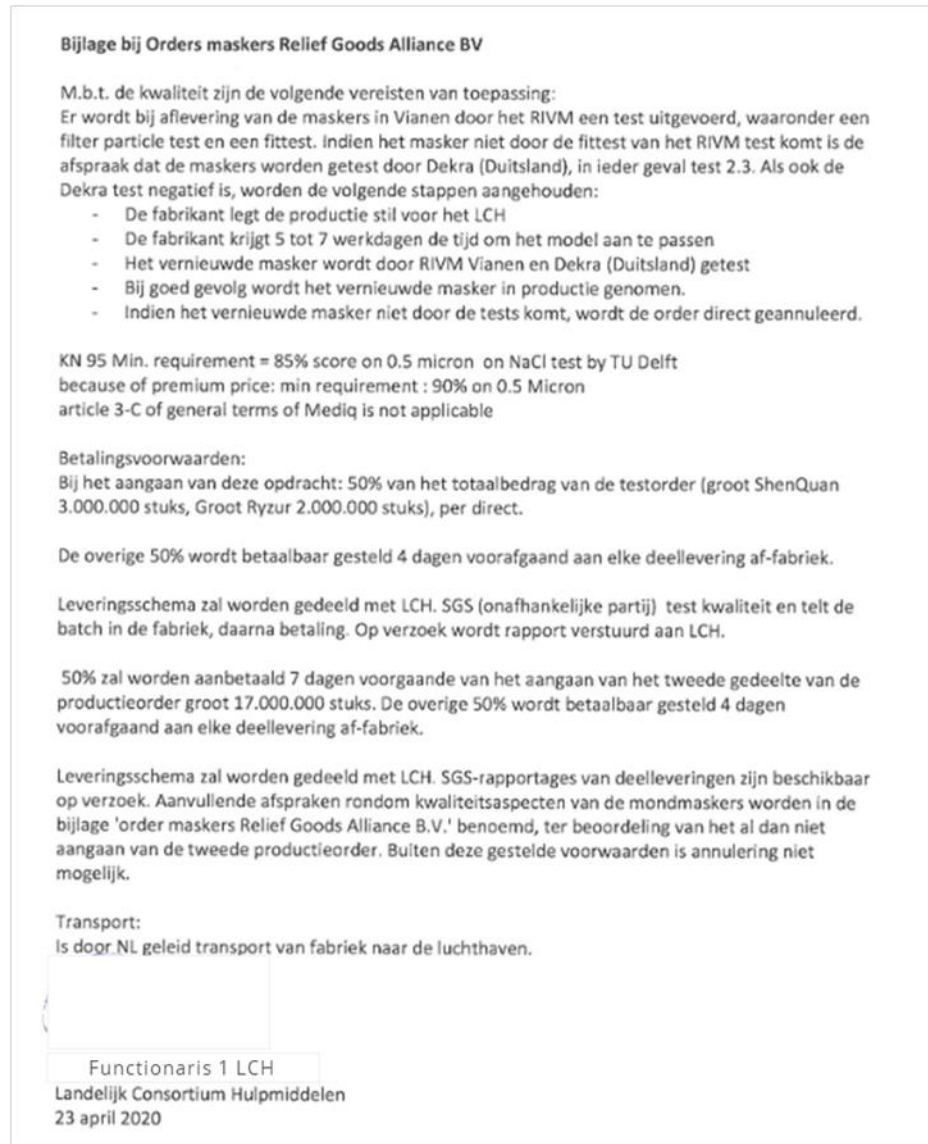 Bijlage bij Orders maskers Relief Goods Alliance BV
M.b.t. de kwaliteit zijn de volgende vereisten van toepassing:
Er wordt bij aflevering van de maskers in Vianen door het RIVM een test uitgevoerd, waaronder een
filter particle test en een fittest. Indien het masker niet door de fittest van het RIVM test komt is de
afspraak dat de maskers worden getest door Dekra (Duitsland), in ieder geval test 2.3. Als ook de
Dekra test negatief is, worden de volgende stappen aangehouden:
- De fabrikant legt de productie stil voor het LCH
- De fabrikant krijgt 5 tot 7 werkdagen de tijd om het model aan te passen
- Het vernieuwde masker wordt door RIVM Vianen en Dekra (Duitsland) getest
- Bij goed gevolg wordt het vernieuwde masker in productie genomen.
- Indien het vernieuwde masker niet door de tests komt, wordt de order direct geannuleerd.
KN 95 Min. requirement = 85% score on 0.5 micron on NaCl test by TU Delft
because of premium price: min requirement : 90% on 0.5 Micron
article 3-C of general terms of Mediq is not applicable
Betalingsvoorwaarden:
Bij het aangaan van deze opdracht: 50% van het totaalbedrag van de testorder (groot ShenQuan
3.000.000 stuks, Groot Ryzur 2.000.000 stuks), per direct.
De overige 50% wordt betaalbaar gesteld 4 dagen voorafgaand aan elke deellevering af-fabriek.
Leveringsschema zal worden gedeeld met LCH. SGS (onafhankelijke partij) test kwaliteit en telt de
batch in de fabriek, daarna betaling. Op verzoek wordt rapport verstuurd aan LCH.
50% zal worden aanbetaald 7 dagen voorgaande van het aangaan van het tweede gedeelte van de
productieorder groot 17.000.000 stuks. De overige 50% wordt betaalbaar gesteld 4 dagen
voorafgaand aan elke deellevering af-fabriek.
Leveringsschema zal worden gedeeld met LCH. SGS-rapportages van deelleveringen zijn beschikbaar
op verzoek. Aanvullende afspraken rondom kwaliteitsaspecten van de mondmaskers worden in de
bijlage 'order maskers Relief Goods Alliance B.V.' benoemd, ter beoordeling van het al dan niet
aangaan van de tweede productieorder. Buiten deze gestelde voorwaarden is annulering niet
mogelijk.
Transport:
Is door NL geleid transport van fabriek naar de luchthaven.
Functionaris 1 LCH
Landelijk Consortium Hulpmiddelen
23 april 2020